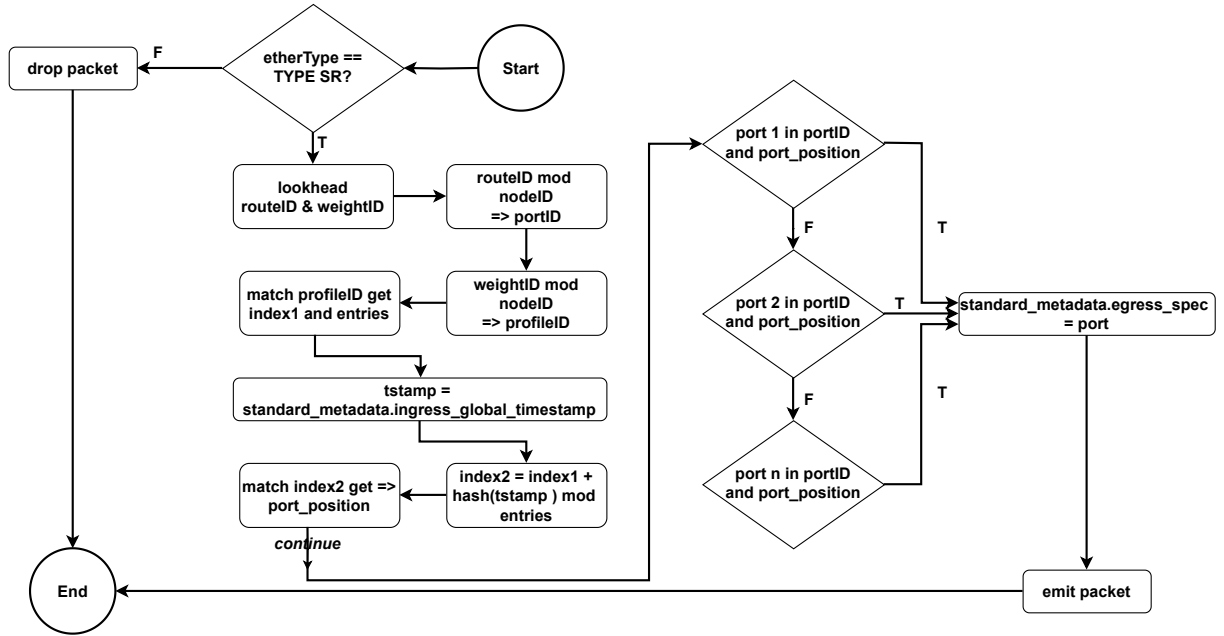 Start
etherType ==
TYPE SR?
F
drop packet
T
lookhead
routeID & weightID
routeID mod
nodeID
=> portID
weightID mod
nodeID
=> profileID
match profileID get
index1 and entries
tstamp =
standard_metadata.ingress_global_timestamp
index2 = index1 +
hash(tstamp ) mod
entries
match index2 get =>
port_position
continue
port 1 in portID
and port_position
T
F
port 2 in portID
and port_position
T
F
port n in portID
and port_position
T
standard_metadata.egress_spec
= port
emit packet
End